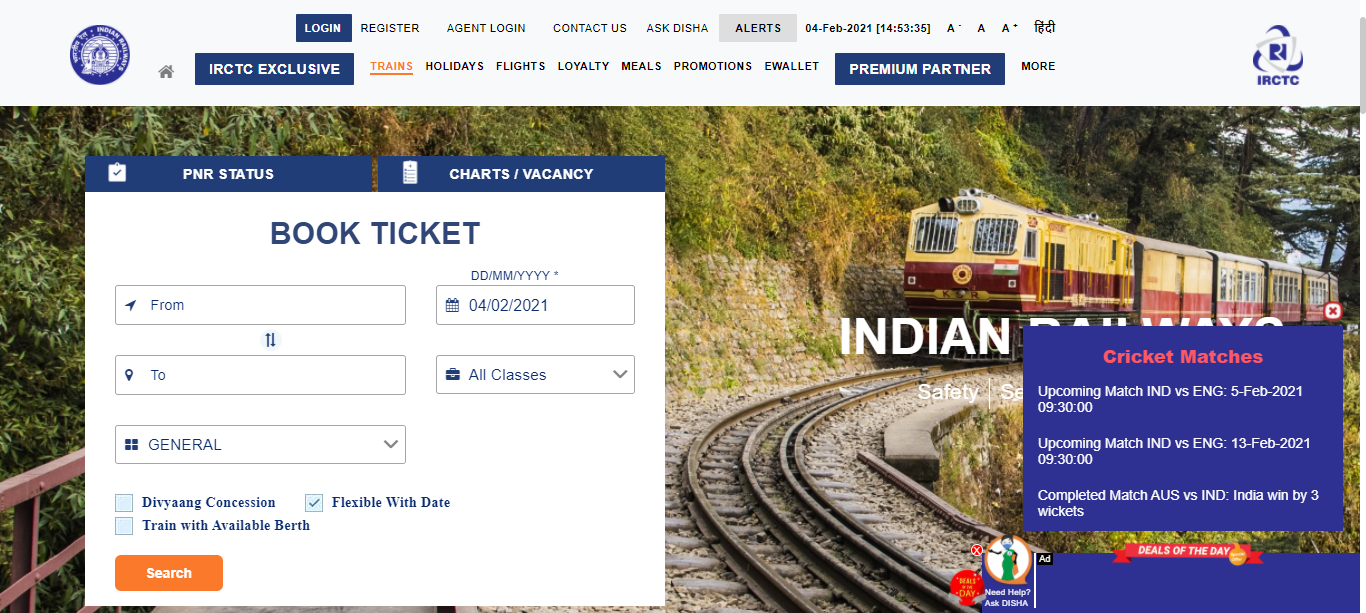 LOGIN REGISTER AGENT LOGIN CONTACT US ASK DISHA ALERTS 04-Feb-2021 [14:53:35] A - A A + हिंदी
INDIAN RAILWAYS
IRCTC EXCLUSIVE TRAINS HOLIDAYS FLIGHTS LOYALTY MEALS PROMOTIONS EWALLET PREMIUM PARTNER MORE
IRCTC
PNR STATUS
CHARTS / VACANCY
BOOK TICKET
DD/MM/YYYY *
From
04/02/2021
To
All Classes
GENERAL
Divyaang Concession
Flexible With Date
Train with Available Berth
Search
INDIAN RAILWAYS
Safety
Cricket Matches
Upcoming Match IND vs ENG: 5-Feb-2021
09:30:00
Upcoming Match IND vs ENG: 13-Feb-2021
09:30:00
Completed Match AUS vs IND: India win by 3
wickets
DEALS OF THE DAY
Ad
DEALS
OF THE
DAY
Need Help?
Ask DISHA